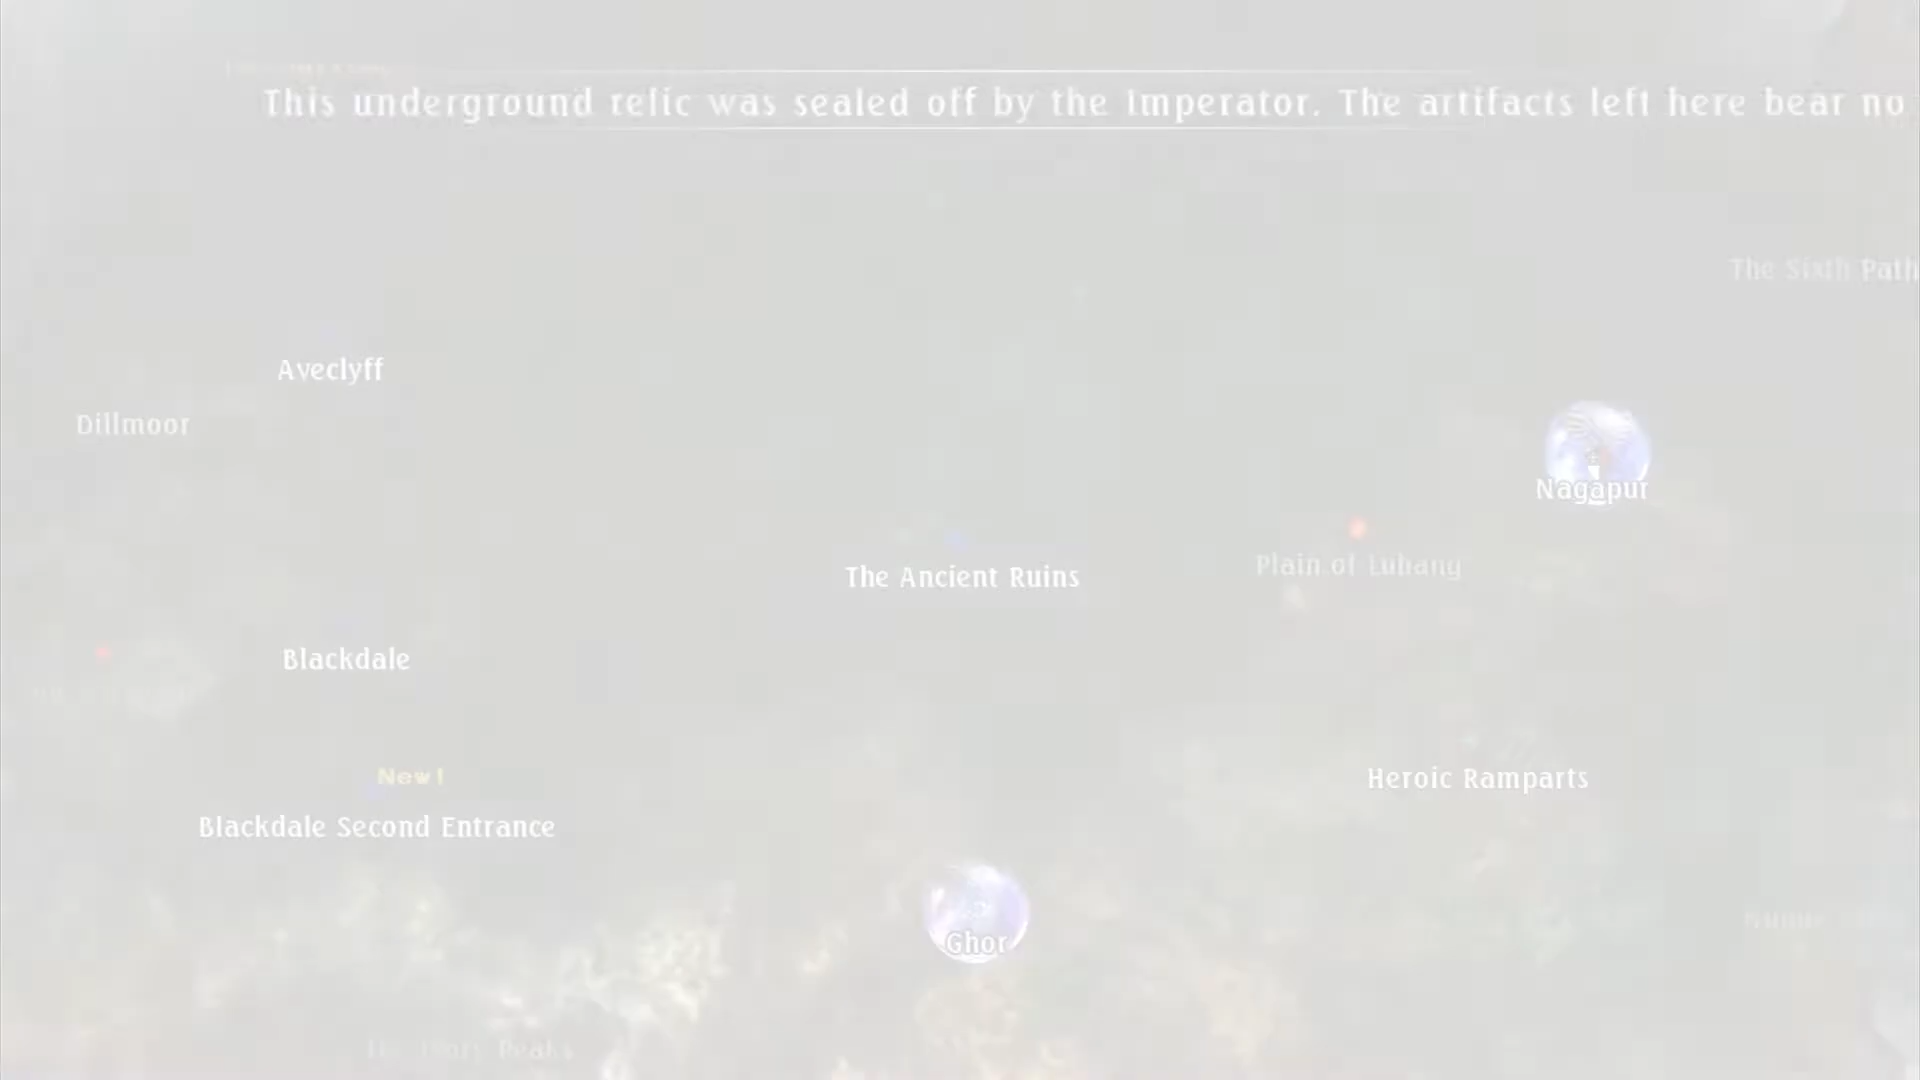 This underground relic was sealed off by the Imperator. The artifacts left here bear no
The Sixth Path
Aveclyff
Dillmoor
Nagapur
Plain of Lubang
The Ancient Ruins
Blackdale
New!
Heroic Ramparts
Blackdale Second Entrance
Ghor
Peaks